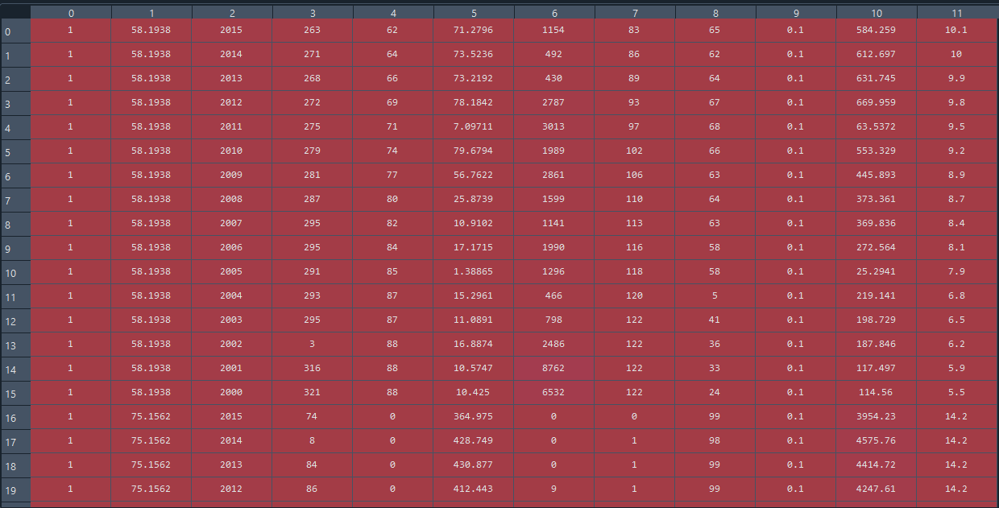 0 1 2 3 4 5 6 7 8 9 10 11
0 1 58.1938 2015 263 62 71.2796 1154 83 65 0.1 584.259 10.1
1 1 58.1938 2014 271 64 73.5236 492 86 62 0.1 612.697 10
2 1 58.1938 2013 268 66 73.2192 430 89 64 0.1 631.745 9.9
3 1 58.1938 2012 272 69 78.1842 2787 93 67 0.1 669.959 9.8
4 1 58.1938 2011 275 71 7.09711 3013 97 68 0.1 63.5372 9.5
5 1 58.1938 2010 279 74 79.6794 1989 102 66 0.1 553.329 9.2
6 1 58.1938 2009 281 77 56.7622 2861 106 63 0.1 445.893 8.9
7 1 58.1938 2008 287 80 25.8739 1599 110 64 0.1 373.361 8.7
8 1 58.1938 2007 295 82 10.9102 1141 113 63 0.1 369.836 8.4
9 1 58.1938 2006 295 84 17.1715 1990 116 58 0.1 272.564 8.1
10 1 58.1938 2005 291 85 1.38865 1296 118 58 0.1 25.2941 7.9
11 1 58.1938 2004 293 87 15.2961 466 120 5 0.1 219.141 6.8
12 1 58.1938 2003 295 87 11.0891 798 122 41 0.1 198.729 6.5
13 1 58.1938 2002 3 88 16.8874 2486 122 36 0.1 187.846 6.2
14 1 58.1938 2001 316 88 10.5747 8762 122 33 0.1 117.497 5.9
15 1 58.1938 2000 321 88 10.425 6532 122 24 0.1 114.56 5.5
16 1 75.1562 2015 74 0 364.975 0 0 99 0.1 3954.23 14.2
17 1 75.1562 2014 8 0 428.749 0 1 98 0.1 4575.76 14.2
18 1 75.1562 2013 84 0 430.877 0 1 99 0.1 4414.72 14.2
19 1 75.1562 2012 86 0 412.443 9 1 99 0.1 4247.61 14.2